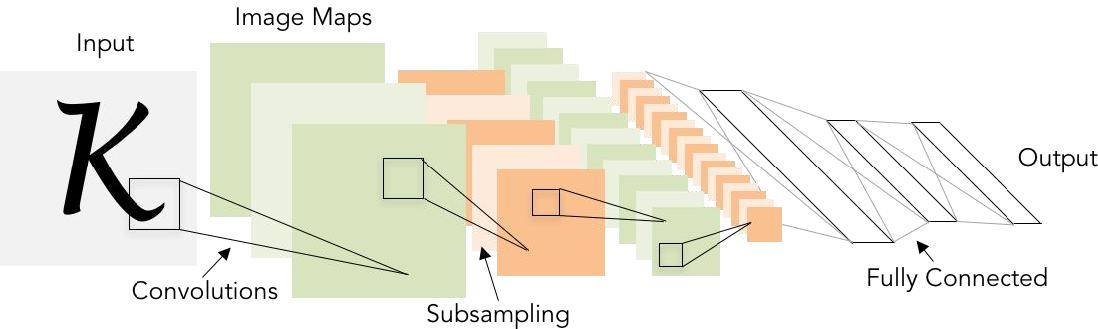 Image Maps
Input
K
Output
Convolutions
Subsampling
Fully Connected